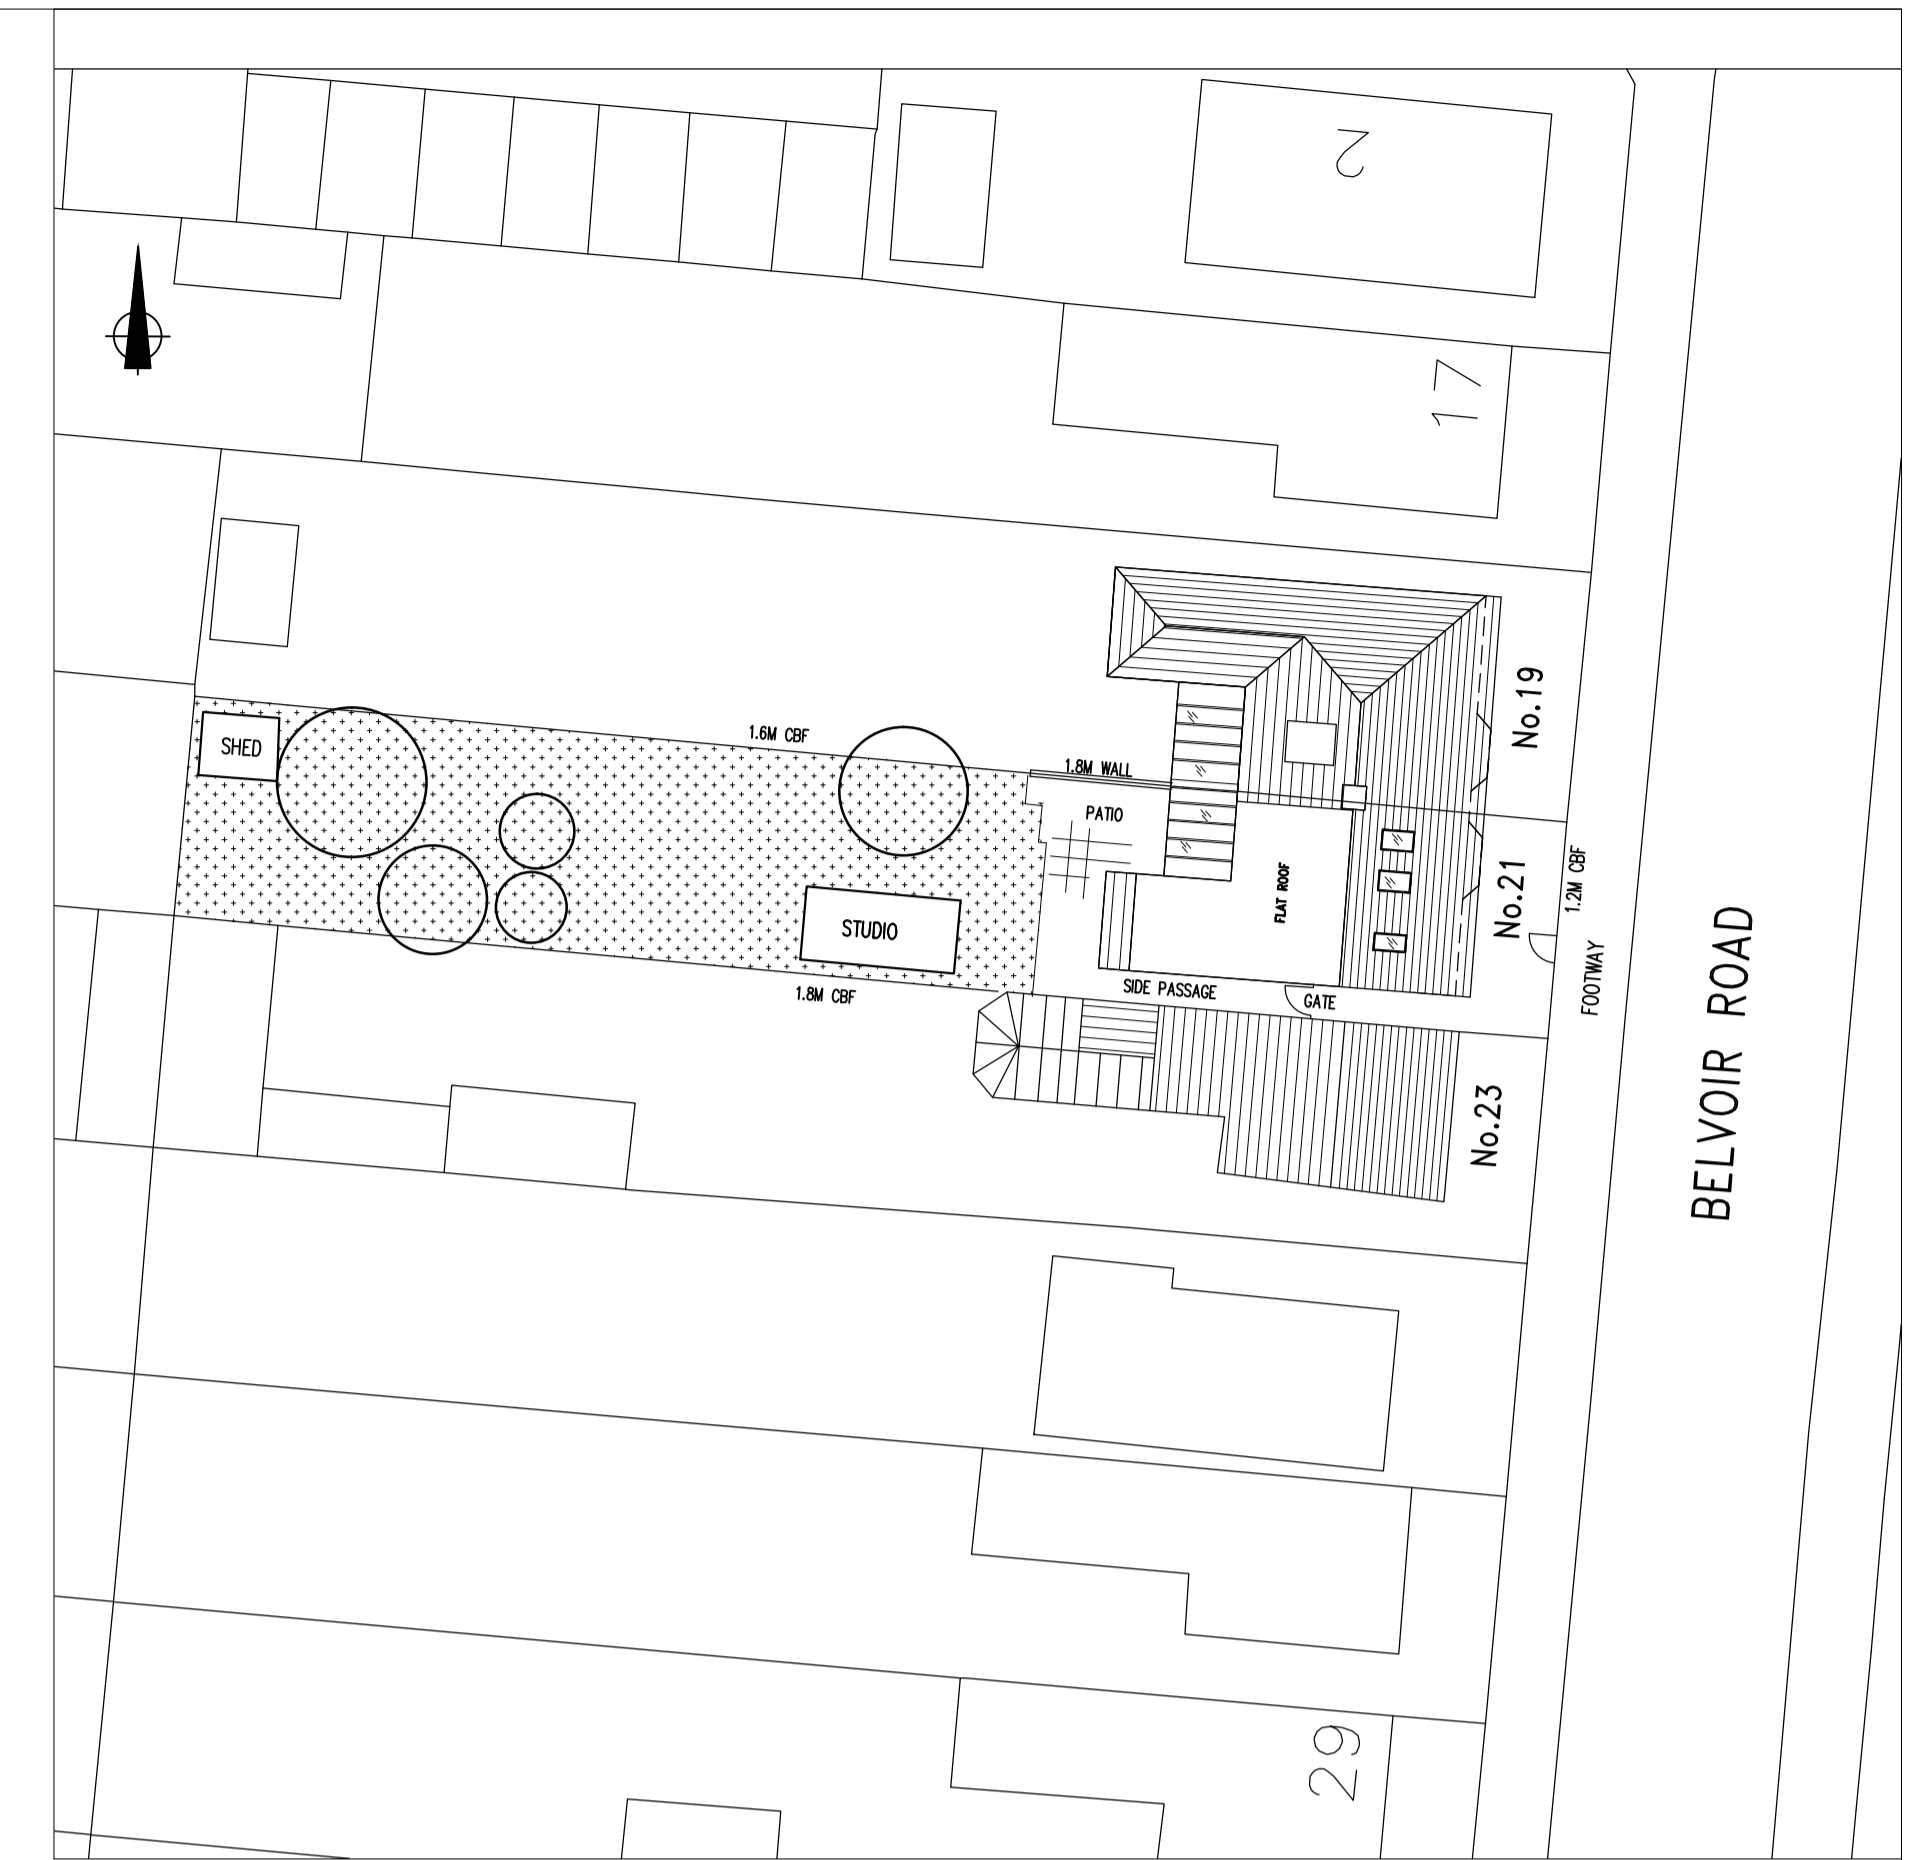 2
17
No.19
SHED
1.6M CBF
1.8M WALL
PATIO
FLAT ROOF
No.21
1.2M CBF
STUDIO
1.8M CBF
SIDE PASSAGE
GATE
FOOTWAY
BELVOIR ROAD
No.23
29